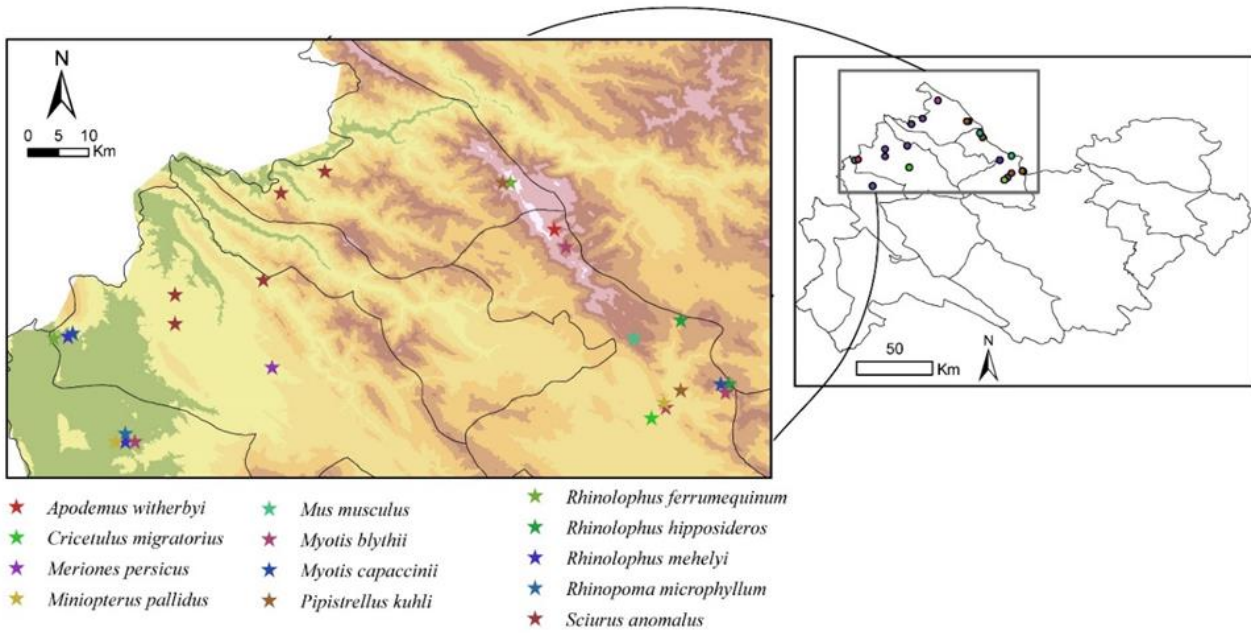 N
0 5 10
Km
50
Km
N
Apodemus witherbyi
Cricetulus migratorius
Meriones persicus
Miniopterus pallidus
Mus musculus
Myotis blythii
Myotis capaccinii
Pipistrellus kuhli
Rhinolophus ferrumequinum
Rhinolophus hipposideros
Rhinolophus mehelyi
Rhinopoma microphyllum
Sciurus anomalus